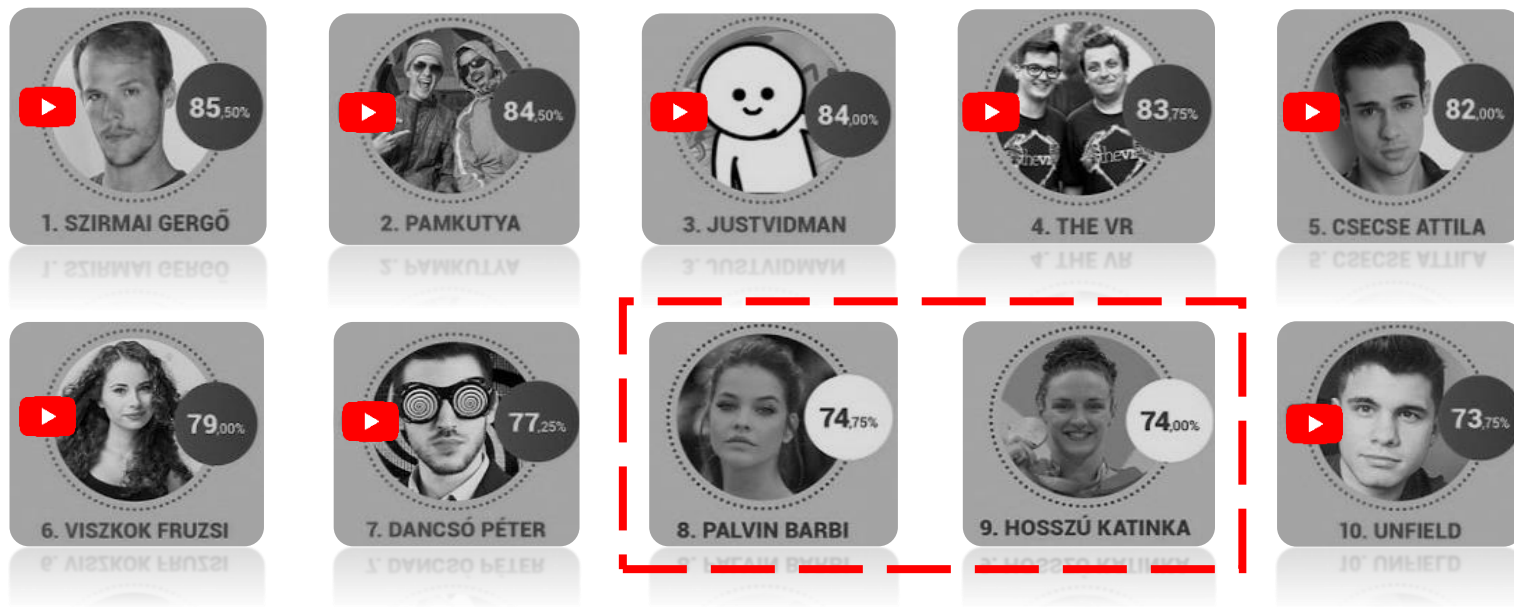 85,50%
84,50%
84,00%
83,75%
82,00%
thevr
thevr
1. SZIRMAI GERGŐ
2. PAMKUTYA
3. JUSTVIDMAN
4. THE VR
5. CSECSE ATTILA
79,00%
77,25%
74,75%
74,00%
73,75%
6. VISZKOK FRUZSI
7. DANCSÓ PÉTER
8. PALVIN BARBI
9. HOSSZÚ KATINKA
10. UNFIELD